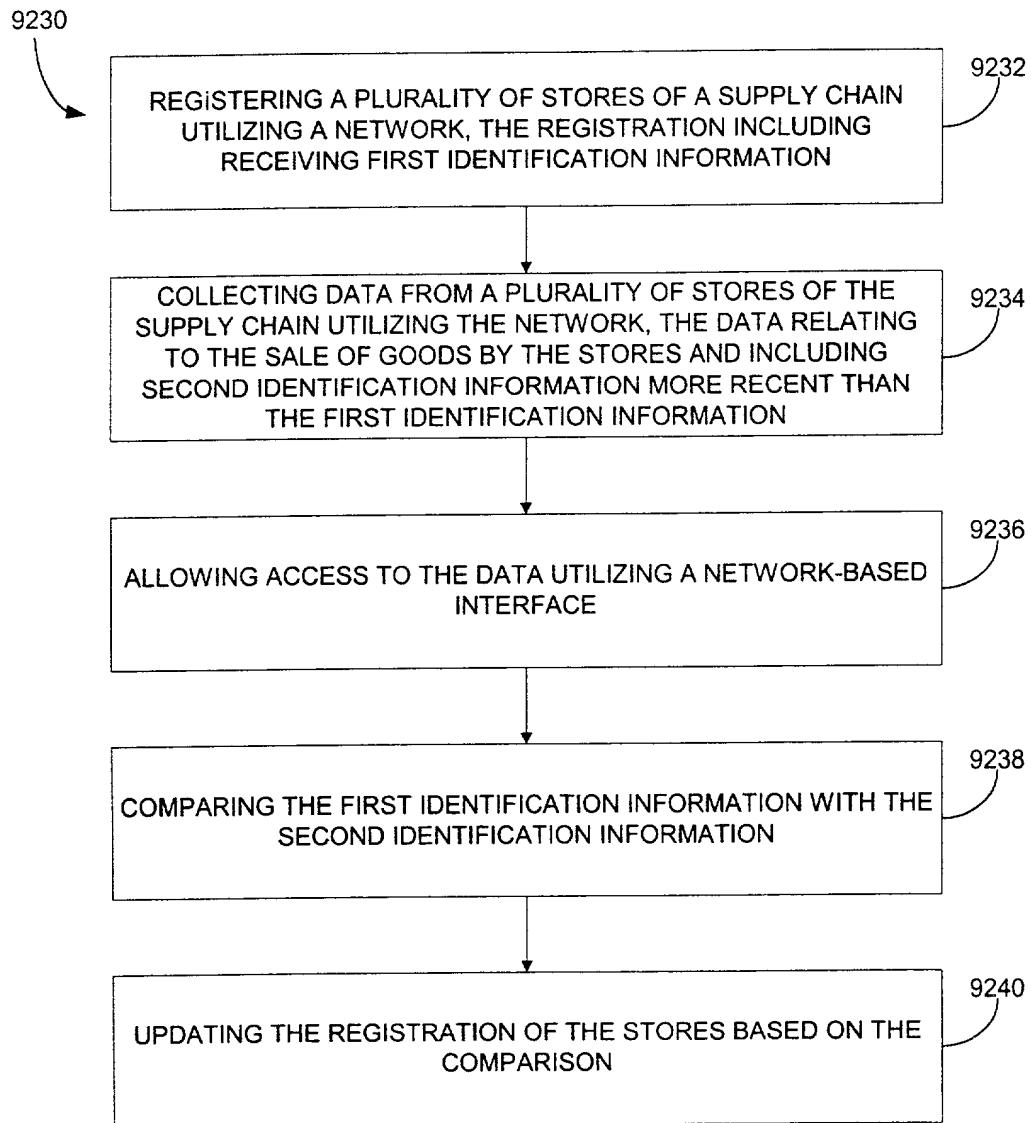 9230
9232
REGISTERING A PLURALITY OF STORES OF A SUPPLY CHAIN
UTILIZING A NETWORK, THE REGISTRATION INCLUDING
RECEIVING FIRST IDENTIFICATION INFORMATION
9234
COLLECTING DATA FROM A PLURALITY OF STORES OF THE
SUPPLY CHAIN UTILIZING THE NETWORK, THE DATA RELATING
TO THE SALE OF GOODS BY THE STORES AND INCLUDING
SECOND IDENTIFICATION INFORMATION MORE RECENT THAN
THE FIRST IDENTIFICATION INFORMATION
9236
ALLOWING ACCESS TO THE DATA UTILIZING A NETWORK-BASED
INTERFACE
9238
COMPARING THE FIRST IDENTIFICATION INFORMATION WITH THE
SECOND IDENTIFICATION INFORMATION
9240
UPDATING THE REGISTRATION OF THE STORES BASED ON THE
COMPARISON